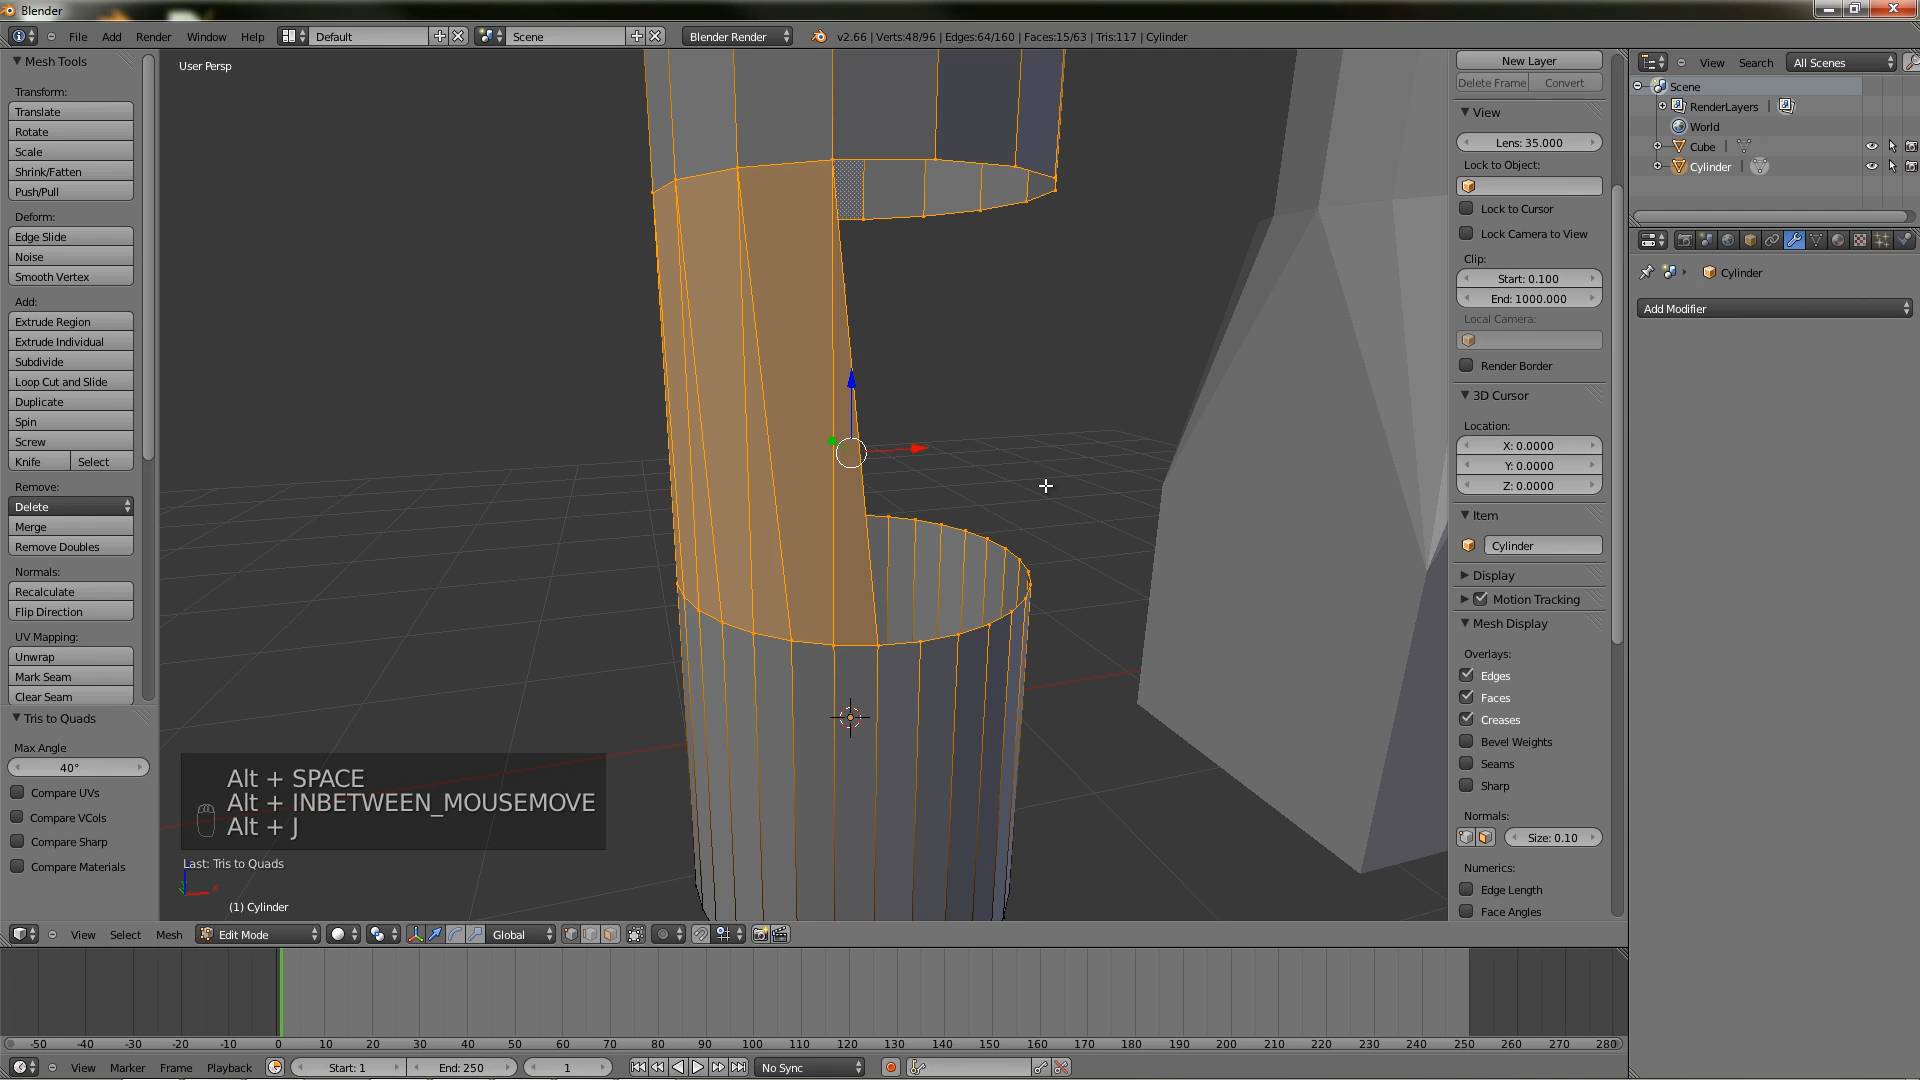 Blender
File Add Render Window Help Default Scene Blender Render v2.66 | Verts:48/96 | Edges:64/160 | Faces:15/63 | Tris:117 | Cylinder
Mesh Tools
Transform:
Translate
Rotate
Scale
Shrink/Fatten
Push/Pull
Deform:
Edge Slide
Noise
Smooth Vertex
Add:
Extrude Region
Extrude Individual
Subdivide
Loop Cut and Slide
Duplicate
Spin
Screw
Knife Select
Remove:
Delete
Merge
Remove Doubles
Normals:
Recalculate
Flip Direction
UV Mapping:
Unwrap
Mark Seam
Clear Seam
Tris to Quads
Max Angle
40°
Compare UVs
Compare VCols
Compare Sharp
Compare Materials
User Persp
Alt + SPACE
Alt + INBETWEEN_MOUSEMOVE
Alt + J
Last: Tris to Quads
x
(1) Cylinder
New Layer
Delete Frame Convert
View
Lens: 35.000
Lock to Object:
Lock to Cursor
Lock Camera to View
Clip:
Start: 0.100
End: 1000.000
Local Camera:
Render Border
3D Cursor
Location:
X: 0.0000
Y: 0.0000
Z: 0.0000
Item
Cylinder
Display
Motion Tracking
Mesh Display
Overlays:
Edges
Faces
Creases
Bevel Weights
Seams
Sharp
Normals:
Size: 0.10
Numerics:
Edge Length
Face Angles
View Search All Scenes
Scene
RenderLayers |
World
Cube |
Cylinder |
Cylinder
Add Modifier
View Select Mesh Edit Mode Global
-50 -40 -30 -20 -10 0 10 20 30 40 50 60 70 80 90 100 110 120 130 140 150 160 170 180 190 200 210 220 230 240 250 260 270 280
View Marker Frame Playback Start: 1 End: 250 1 No Sync